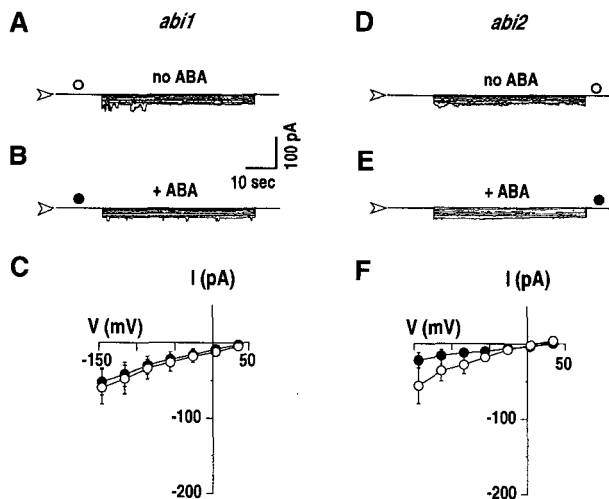 A abi1
no ABA
B
+ ABA
10 sec
100 pA
C
I (pA)
V (mV)
-150
50
-100
-200
D abi2
no ABA
E
+ ABA
F
I (pA)
V (mV)
50
-100
-200